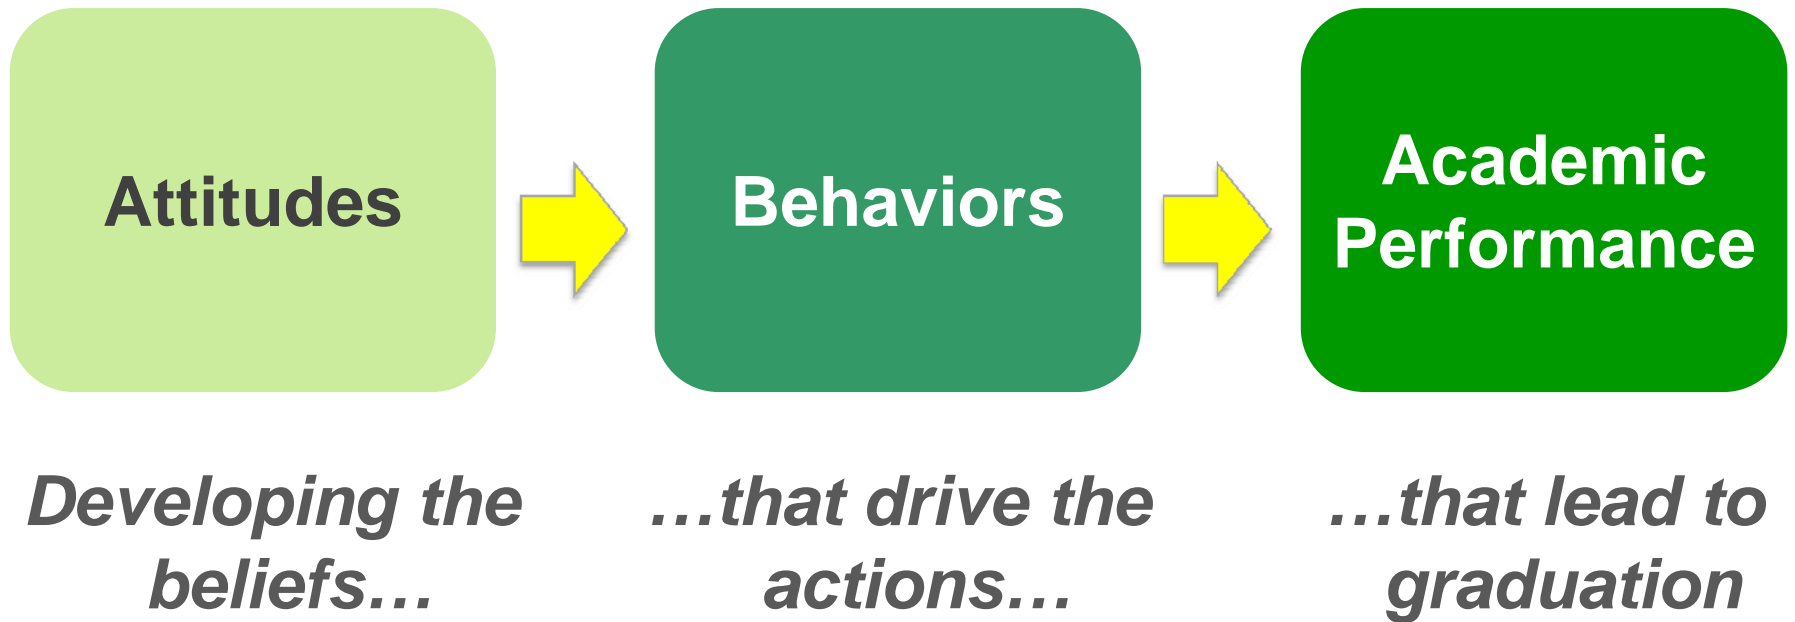 Attitudes
Behaviors
Academic
Performance
Developing the
beliefs…
…that drive the
actions…
…that lead to
graduation